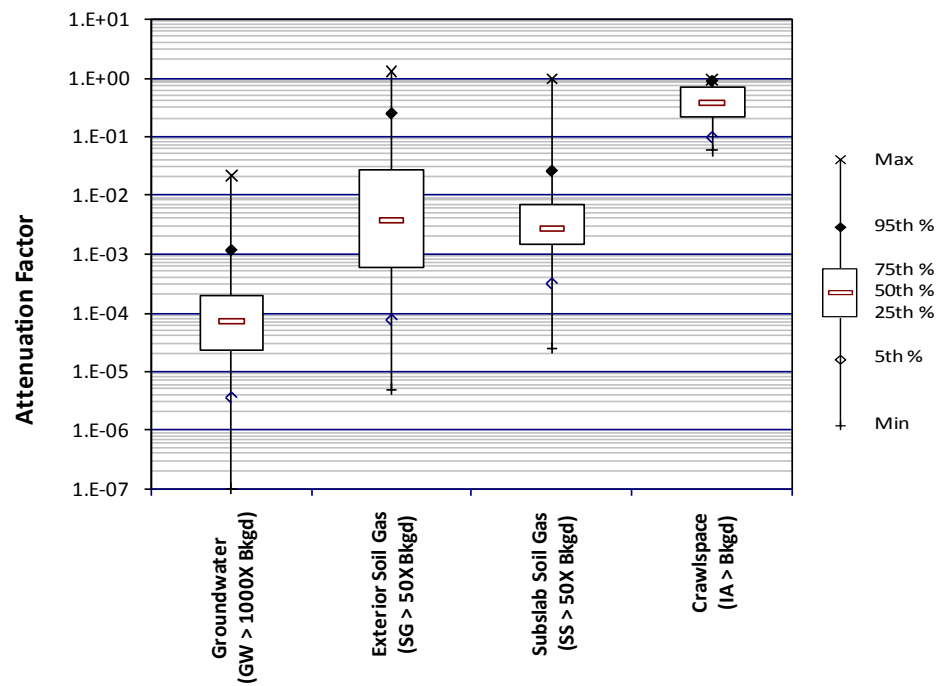 1.E+01
1.E+00
1.E-01
1.E-02
1.E-03
1.E-04
1.E-05
1.E-06
1.E-07
Attenuation Factor
Groundwater
(GW > 1000X Bkgd)
Exterior Soil Gas
(SG > 50X Bkgd)
Subslab Soil Gas
(SS > 50X Bkgd)
Crawlspace
(IA > Bkgd)
Max
95th %
75th %
50th %
25th %
5th %
Min